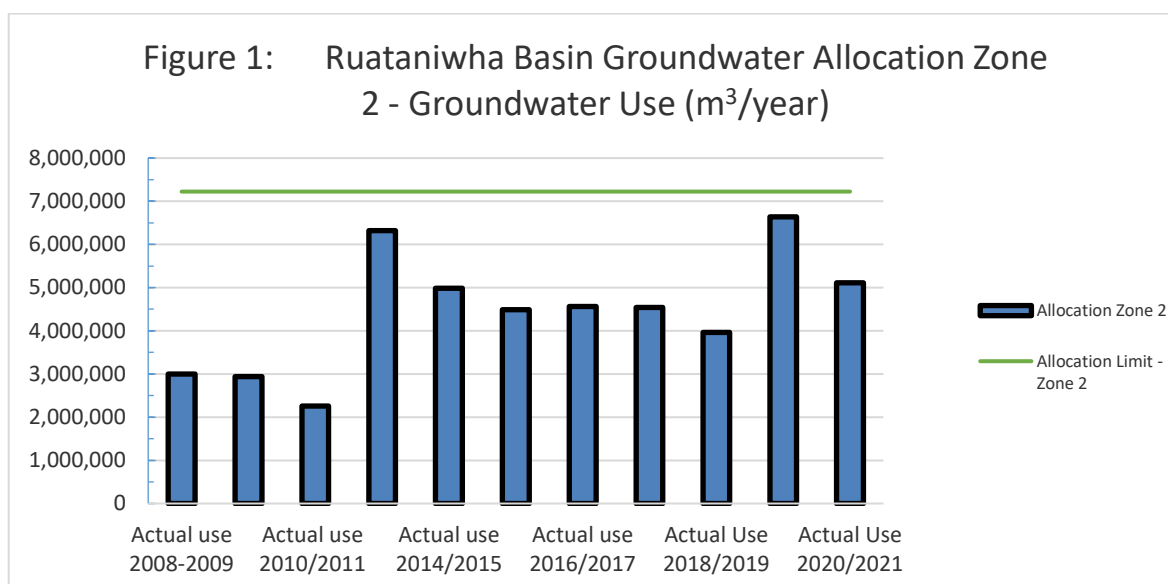 Figure 1: Ruataniwha Basin Groundwater Allocation Zone
2 - Groundwater Use (m³/year)
8,000,000
7,000,000
6,000,000
5,000,000
4,000,000
3,000,000
2,000,000
1,000,000
0
Actual use
2008-2009
Actual use
2010/2011
Actual use
2014/2015
Actual use
2016/2017
Actual Use
2018/2019
Actual Use
2020/2021
Allocation Zone 2
Allocation Limit -
Zone 2